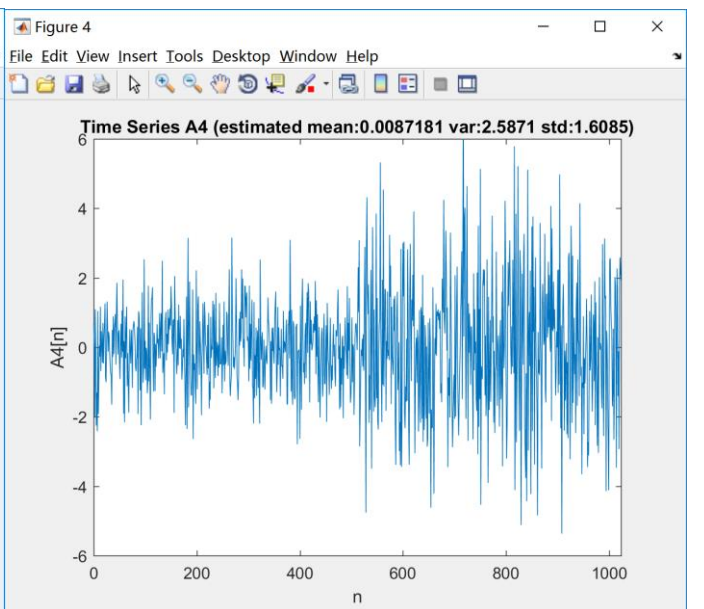 Figure 4
File Edit View Insert Tools Desktop Window Help
Time Series A4 (estimated mean:0.0087181 var:2.5871 std:1.6085)
6
4
2
0
-2
-4
-6
A4[n]
0 200 400 600 800 1000
n